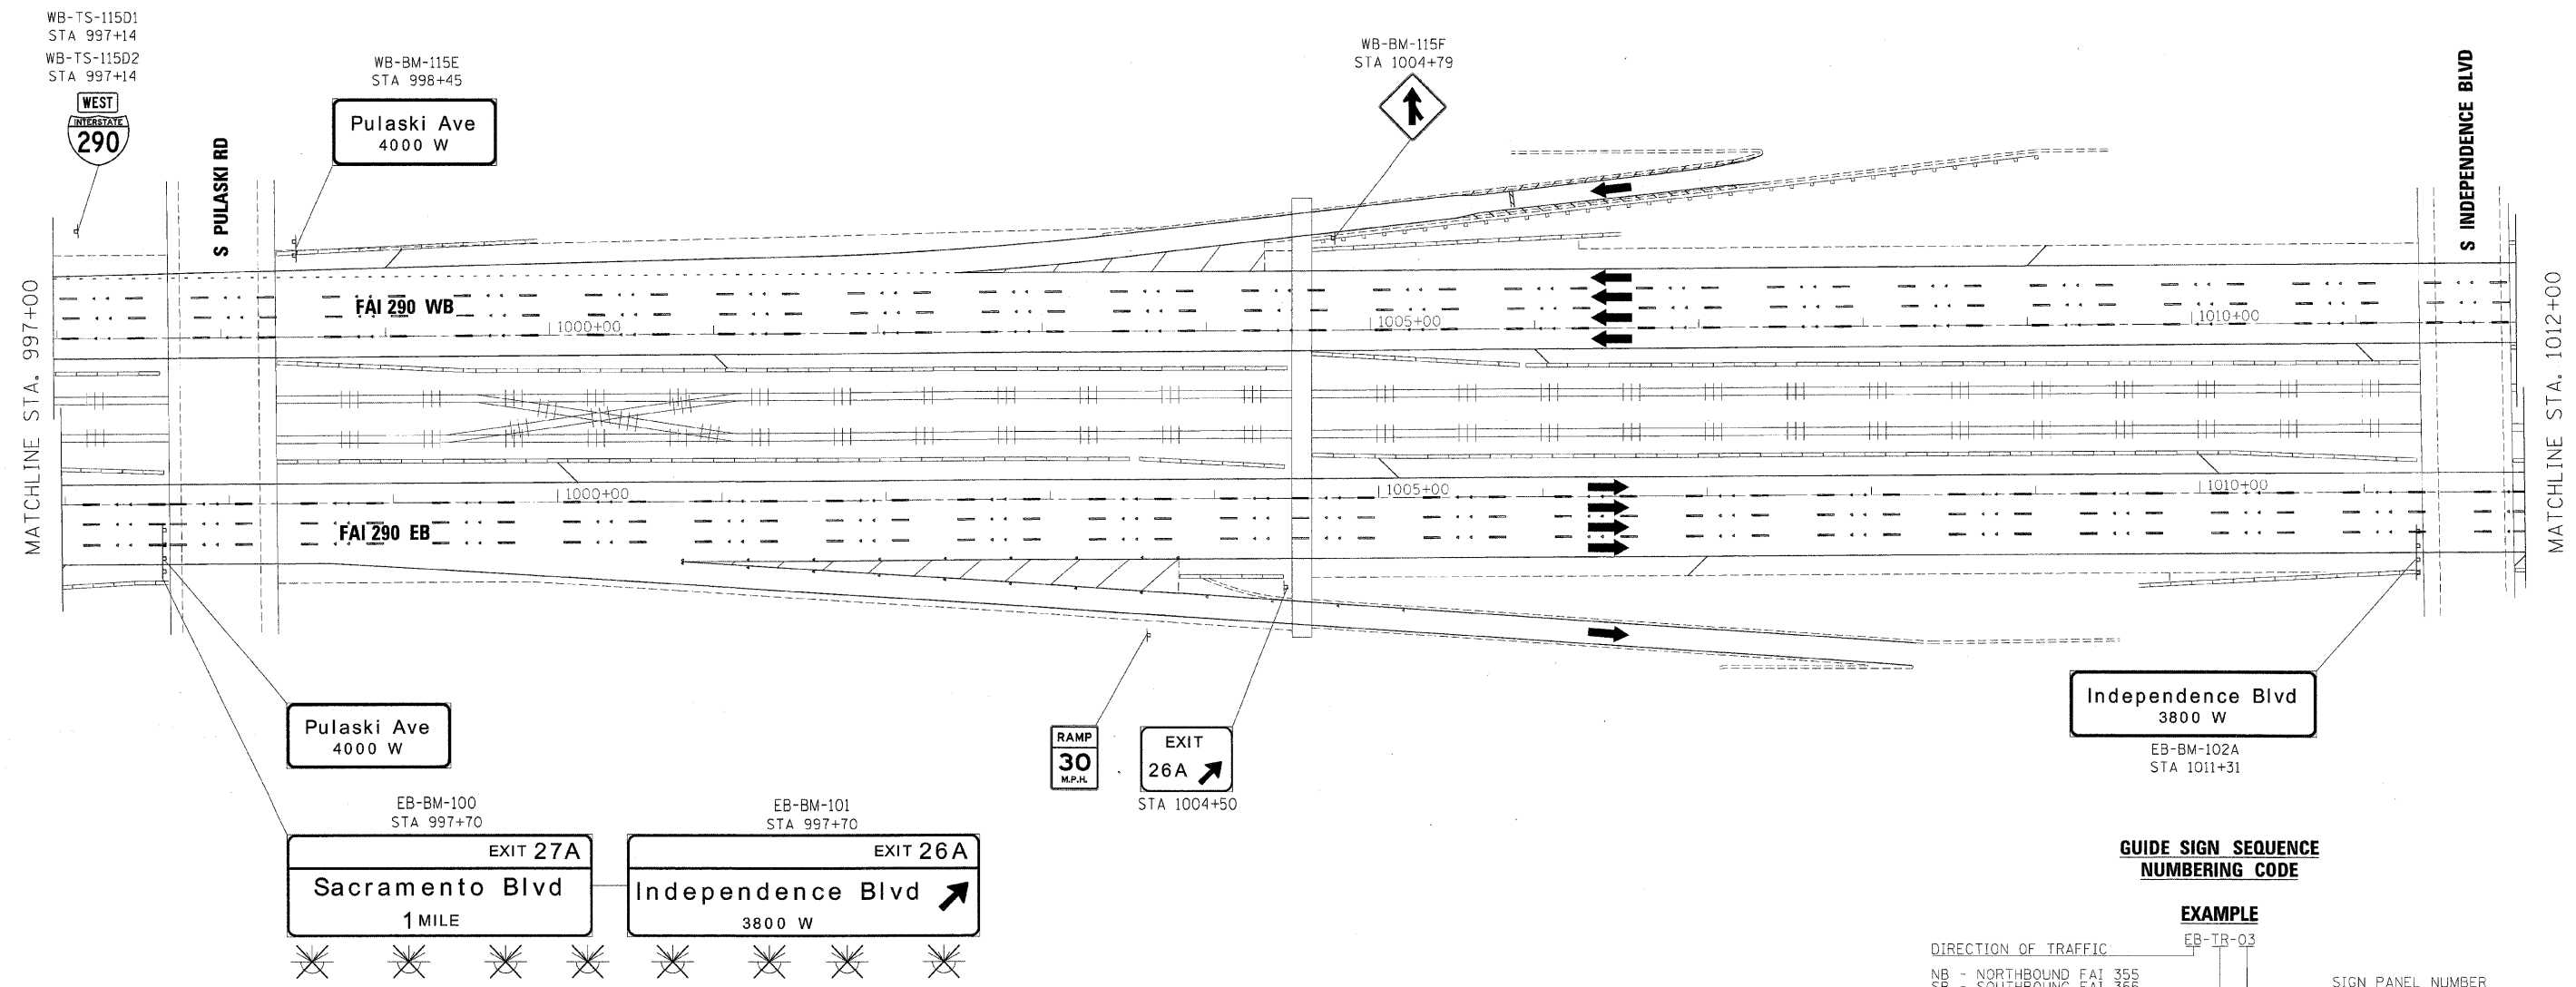 WB-TS-115D1
STA 997+14
WB-TS-115D2
STA 997+14
WEST
INTERSTATE
290
WB-BM-115E
STA 998+45
Pulaski Ave
4000 W
S PULASKI RD
WB-BM-115F
STA 1004+79
S INDEPENDENCE BLVD
MATCHLINE STA. 997+00
FAI 290 WB
1000+00
1005+00
1010+00
MATCHLINE STA. 1012+00
1000+00
1005+00
1010+00
FAI 290 EB
Pulaski Ave
4000 W
RAMP
30
M.P.H.
EXIT
26A
STA 1004+50
Independence Blvd
3800 W
EB-BM-102A
STA 1011+31
EB-BM-100
STA 997+70
EXIT 27A
Sacramento Blvd
1 MILE
EB-BM-101
STA 997+70
EXIT 26A
Independence Blvd
3800 W
GUIDE SIGN SEQUENCE
NUMBERING CODE
EXAMPLE
EB-TR-03
DIRECTION OF TRAFFIC
NB - NORTHBOUND FAI 355
SB - SOUTHBOUND FAI 355
SIGN PANEL NUMBER